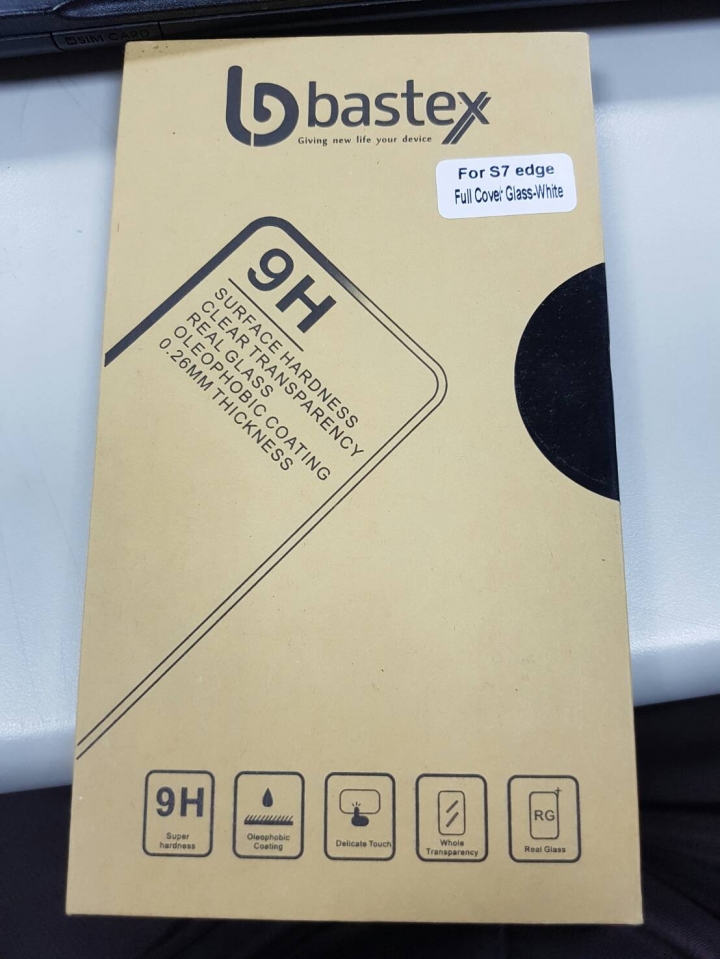 SIM CARD
bastex
Giving new life your device
For S7 edge
Full Cover Glass-White
9H
SURFACE HARDNESS
CLEAR TRANSPARENCY
REAL GLASS
OLEOPHOBIC COATING
0.26MM THICKNESS
9H
Super
hardness
Oleophobic
Coating
Delicate Touch
Whole
Transparency
RG
Real Glass